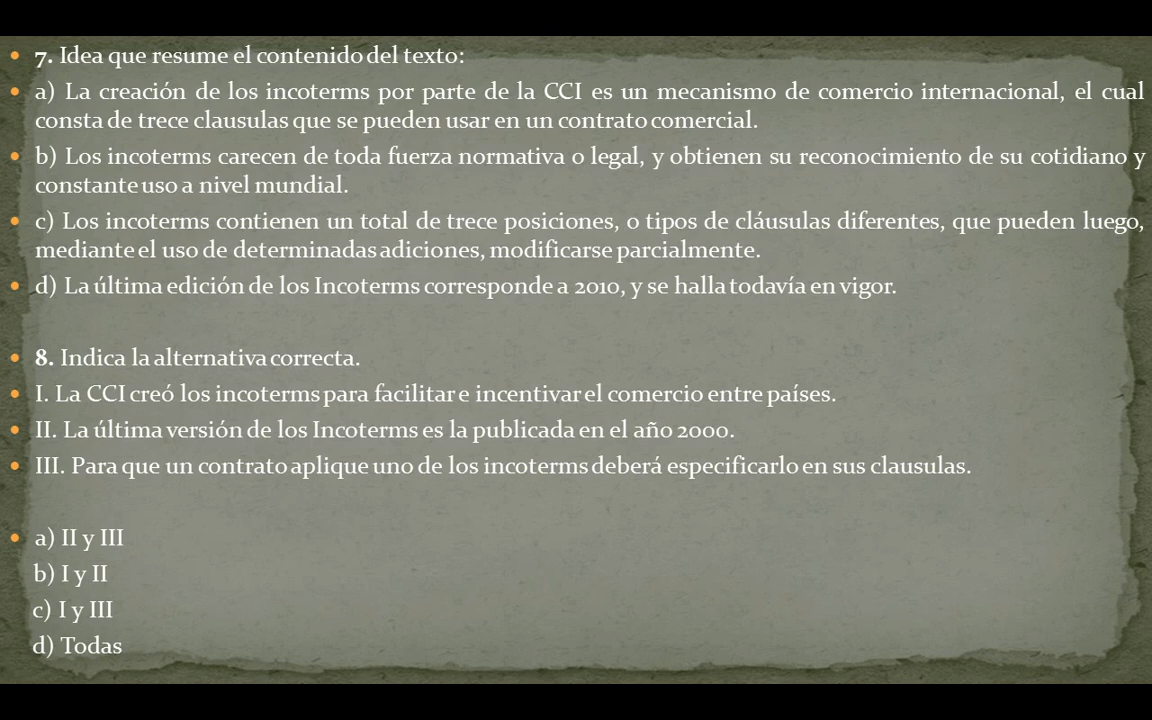 7. Idea que resume el contenido del texto:
a) La creación de los incoterms por parte de la CCI es un mecanismo de comercio internacional, el cual
consta de trece clausulas que se pueden usar en un contrato comercial.
b) Los incoterms carecen de toda fuerza normativa o legal, y obtienen su reconocimiento de su cotidiano y
constante uso a nivel mundial.
c) Los incoterms contienen un total de trece posiciones, o tipos de cláusulas diferentes, que pueden luego,
mediante el uso de determinadas adiciones, modificarse parcialmente.
d) La última edición de los Incoterms corresponde a 2010, y se halla todavía en vigor.
8. Indica la alternativa correcta.
I. La CCI creó los incoterms para facilitar e incentivar el comercio entre países.
II. La última versión de los Incoterms es la publicada en el año 2000.
III. Para que un contrato aplique uno de los incoterms deberá especificarlo en sus clausulas.
a) II y III
b) I y II
c) I y III
d) Todas